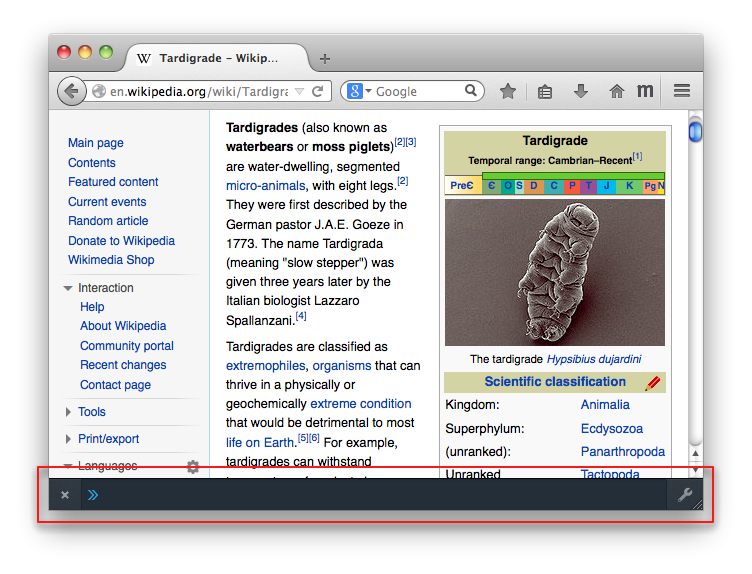 W Tardigrade – Wikip...
en.wikipedia.org/wiki/Tardigra
8 Google
m
Main page
Contents
Featured content
Current events
Random article
Donate to Wikipedia
Wikimedia Shop
Interaction
Help
About Wikipedia
Community portal
Recent changes
Contact page
Tools
Print/export
Languages
Tardigrades (also known as
waterbears or moss piglets)[2][3]
are water-dwelling, segmented
micro-animals, with eight legs.[2]
They were first described by the
German pastor J.A.E. Goeze in
1773. The name Tardigrada
(meaning "slow stepper") was
given three years later by the
Italian biologist Lazzaro
Spallanzani.[4]
Tardigrades are classified as
extremophiles, organisms that can
thrive in a physically or
geochemically extreme condition
that would be detrimental to most
life on Earth.[5][6] For example,
tardigrades can withstand
Tardigrade
Temporal range: Cambrian–Recent[1]
PreЄ Є O S D C P T J K Pg N
The tardigrade Hypsibius dujardini
Scientific classification
Kingdom: Animalia
Superphylum: Ecdysozoa
(unranked): Panarthropoda
Unranked Tactopoda